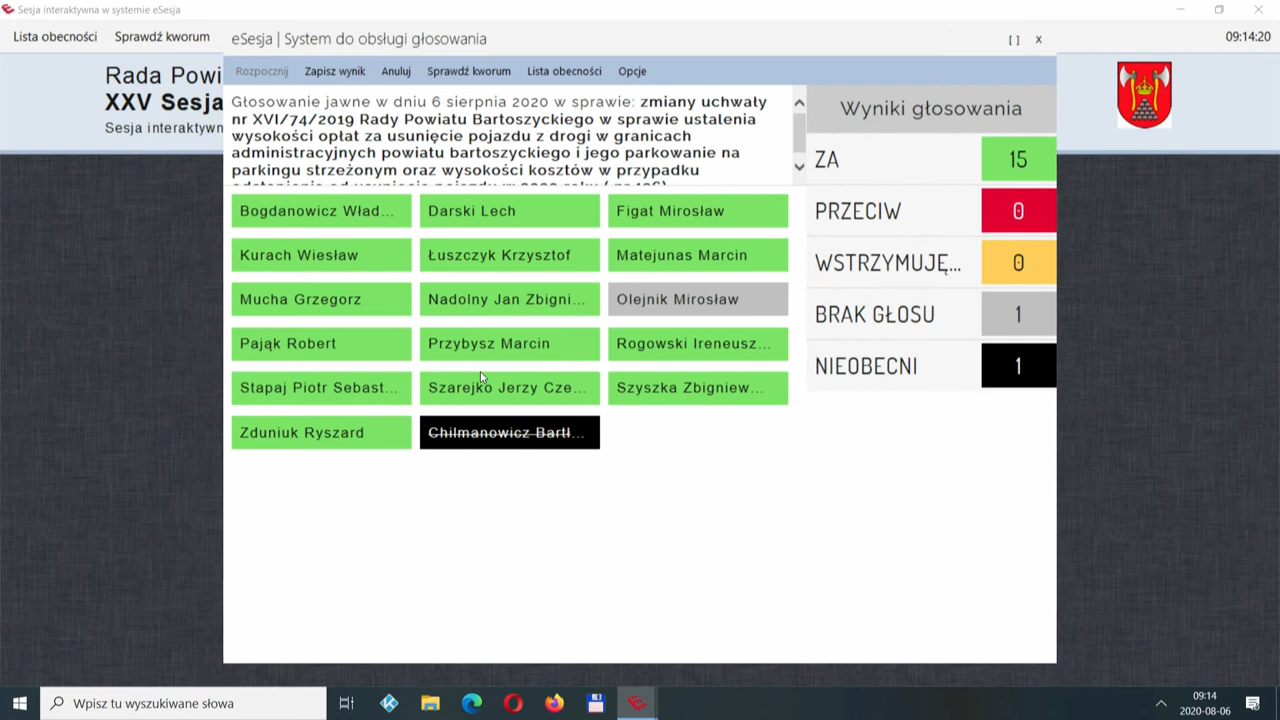 Sesja interaktywna w systemie eSesja
Lista obecności Sprawdź kworum
eSesja | System do obsługi głosowania
[ ] x
09:14:20
Rada Powi
XXV Sesja
Sesja interaktywn
Rozpocznij Zapisz wynik Anuluj Sprawdź kworum Lista obecności Opcje
Głosowanie jawne w dniu 6 sierpnia 2020 w sprawie: zmiany uchwały
nr XVI/74/2019 Rady Powiatu Bartoszyckiego w sprawie ustalenia
wysokości opłat za usunięcie pojazdu z drogi w granicach
administracyjnych powiatu bartoszyckiego i jego parkowanie na
parkingu strzeżonym oraz wysokości kosztów w przypadku
Wyniki głosowania
ZA 15
PRZECIW 0
WSTRZYMUJĘ... 0
BRAK GŁOSU 1
NIEOBECNI 1
Bogdanowicz Wład... Darski Lech Figat Mirosław
Kurach Wiesław Łuszczyk Krzysztof Matejunas Marcin
Mucha Grzegorz Nadolny Jan Zbigni... Olejnik Mirosław
Pająk Robert Przybysz Marcin Rogowski Ireneusz...
Stapaj Piotr Sebast... Szarejko Jerzy Cze... Szyszka Zbigniew...
Zduniuk Ryszard Chilmanowicz Bartł...
Wpisz tu wyszukiwane słowa
09:14
2020-08-06